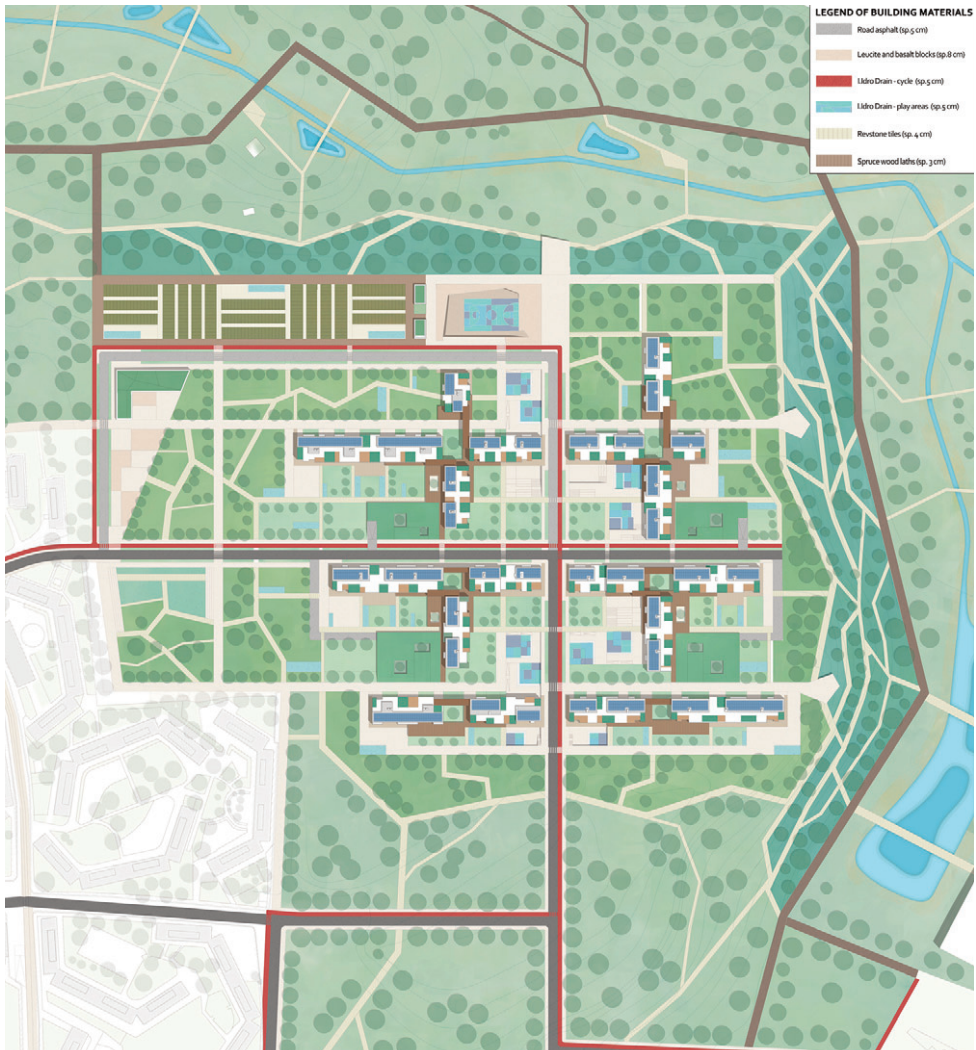 LEGEND OF BUILDING MATERIALS
Road asphalt (sp.5 cm)
Leucite and basalt blocks (sp.8 cm)
I.idro Drain - cycle (sp.5 cm)
I.idro Drain - play areas (sp.5 cm)
Revstone tiles (sp. 4 cm)
Spruce wood laths (sp. 3 cm)